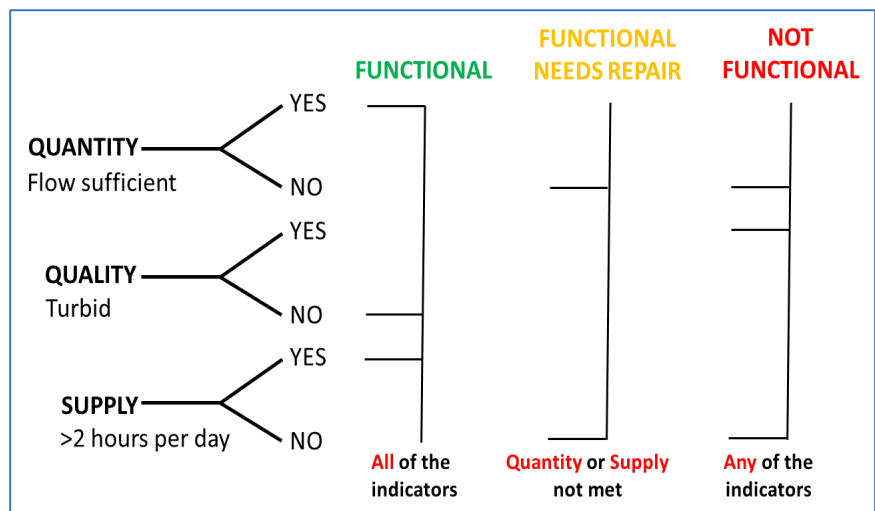 FUNCTIONAL
FUNCTIONAL
NEEDS REPAIR
NOT
FUNCTIONAL
YES
QUANTITY
Flow sufficient
NO
YES
QUALITY
Turbid
NO
YES
SUPPLY
>2 hours per day
NO
All of the
indicators
Quantity or Supply
not met
Any of the
indicators